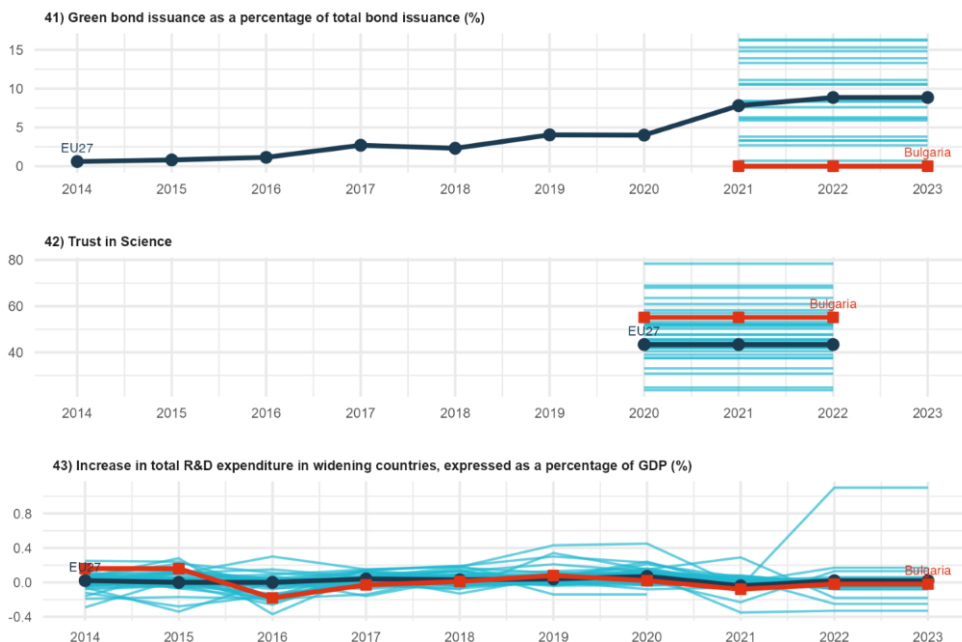 41) Green bond issuance as a percentage of total bond issuance (%)
15
10
5
EU27
Bulgaria
0
2014 2015 2016 2017 2018 2019 2020 2021 2022 2023
42) Trust in Science
80
60
Bulgaria
EU27
40
2014 2015 2016 2017 2018 2019 2020 2021 2022 2023
43) Increase in total R&D expenditure in widening countries, expressed as a percentage of GDP (%)
0.8
0.4
EU27
Bulgaria
0.0
-0.4
2014 2015 2016 2017 2018 2019 2020 2021 2022 2023